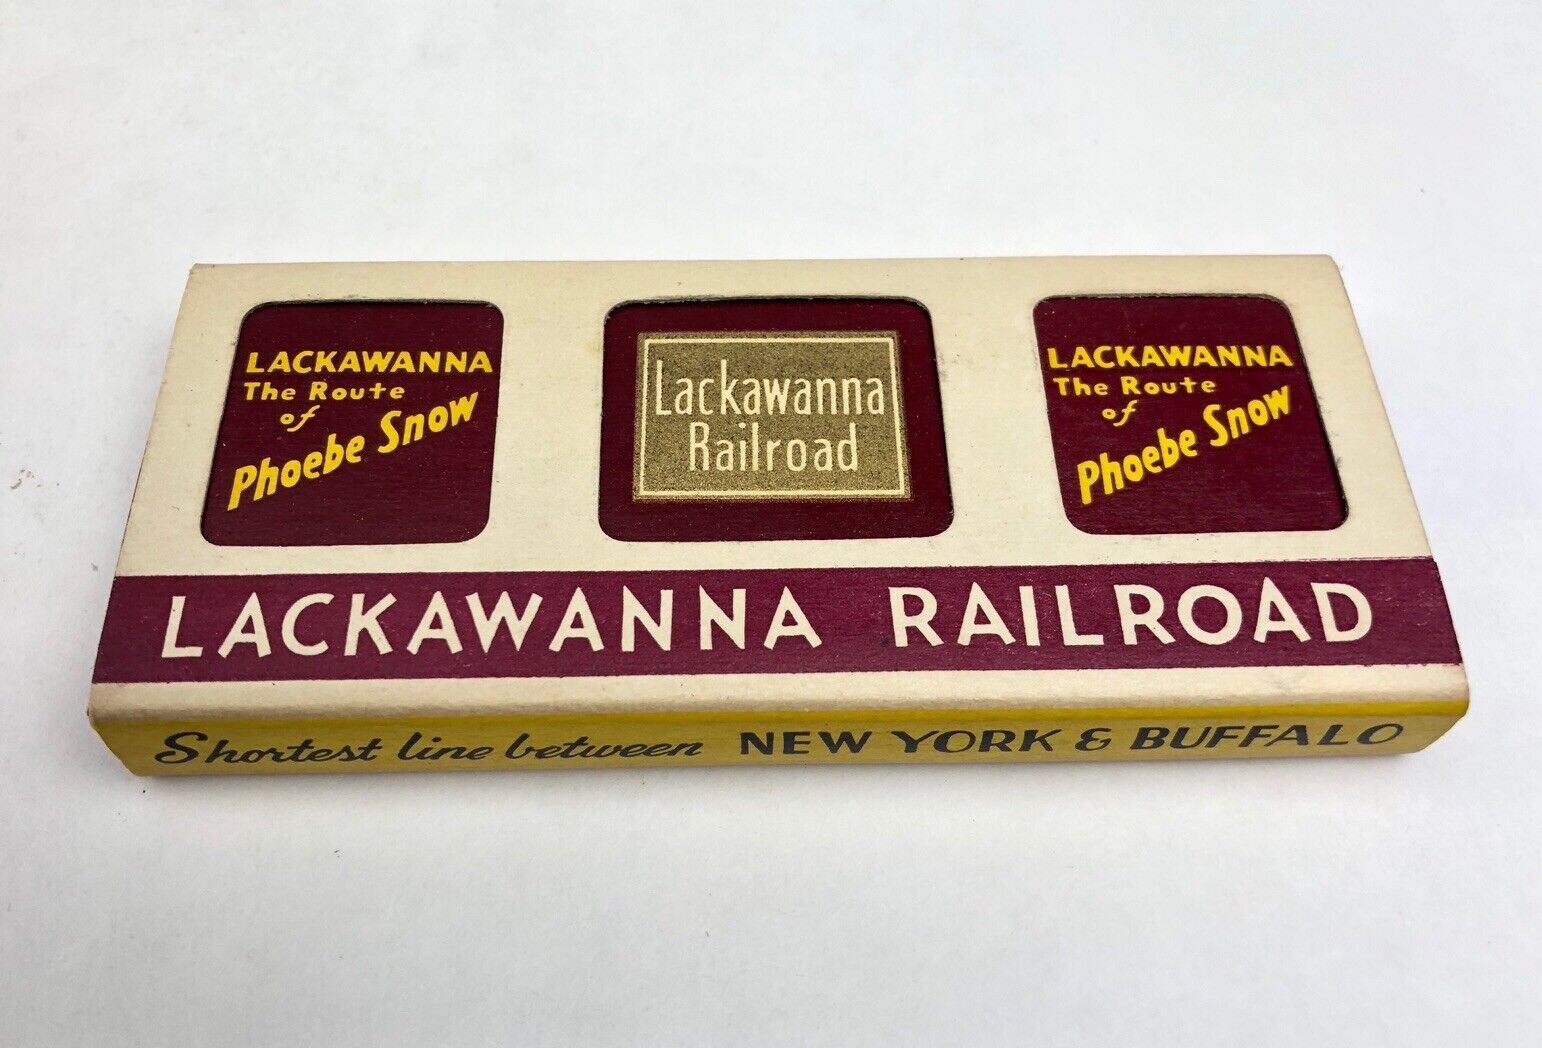 LACKAWANNA
The Route
of
Phoebe Snow
Lackawanna
Railroad
LACKAWANNA
The Route
of
Phoebe Snow
LACKAWANNA RAILROAD
Shortest line between NEW YORK & BUFFALO